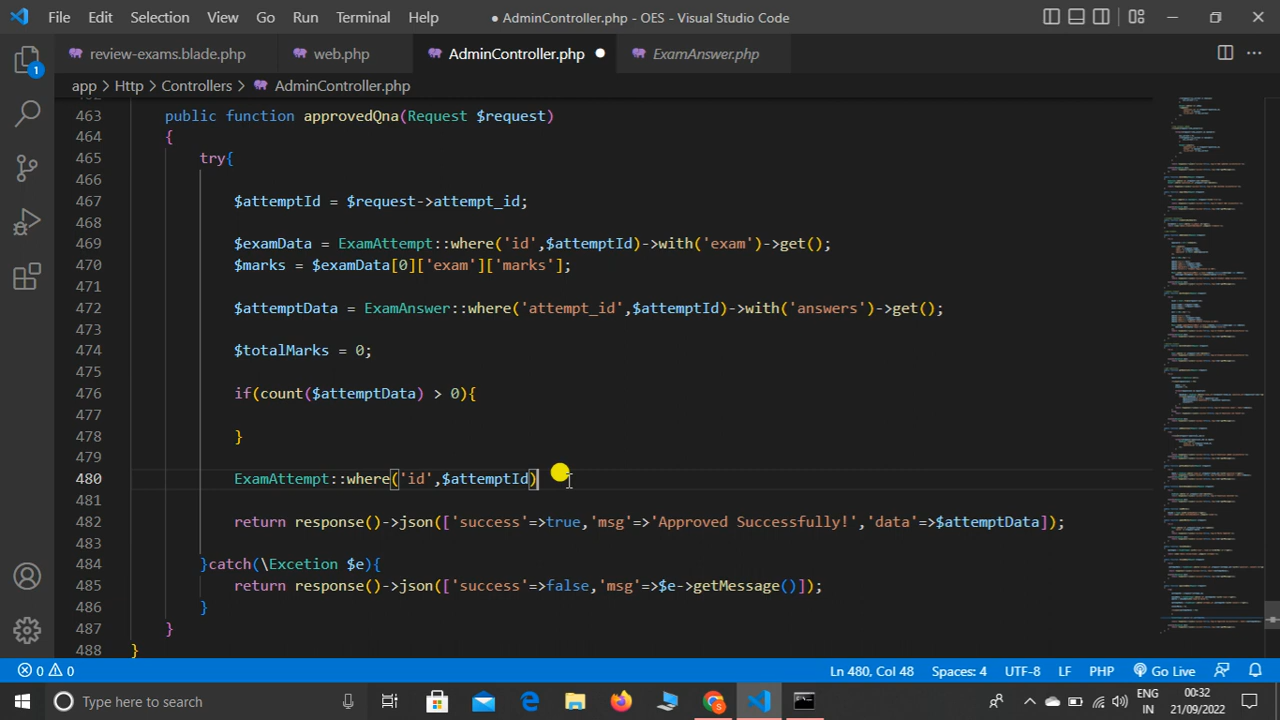 File Edit Selection View Go Run Terminal Help ● AdminController.php - OES - Visual Studio Code
review-exams.blade.php web.php AdminController.php ● ExamAnswer.php
app > Http > Controllers > AdminController.php
463 public function approvedQna(Request $request)
464 {
465 try{
466
467 $attemptId = $request->attempt_id;
468
469 $examData = ExamAttempt::where('id',$attemptId)->with('exam')->get();
470 $marks = $examData[0]['exam']['marks'];
471
472 $attemptData = ExamAnswer::where('attempt_id',$attemptId)->with('answers')->get();
473
474 $totalMarks = 0;
475
476 if(count($attemptData) > 0){
477
478 }
479
480 ExamAttempt::where('id',$attemptId)
481
482 return response()->json(['success'=>true,'msg'=>'Approved Successfully!','data'=>$attemptData]);
483
484 }catch(\Excetion $e){
485 return response()->json(['success'=>false,'msg'=>$e->getMessage()]);
486 }
487 }
488 }
1
0 0 Ln 480, Col 48 Spaces: 4 UTF-8 LF PHP Go Live
Type here to search
ENG
IN
00:32
21/09/2022